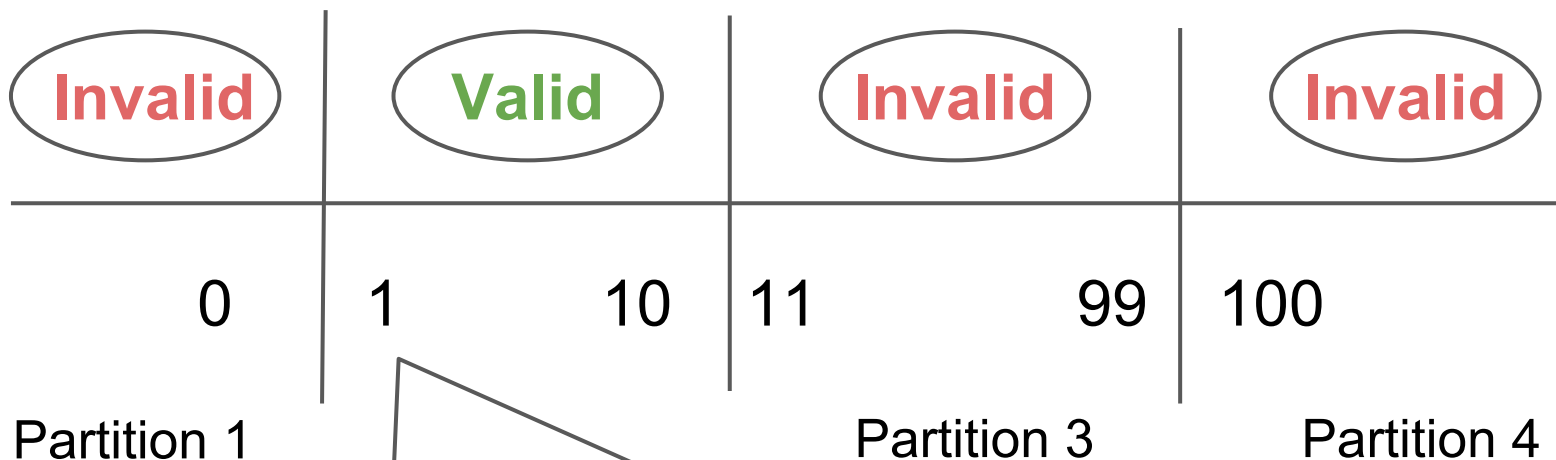 Invalid Valid Invalid Invalid
0 1 10 11 99 100
Partition 1 Partition 3 Partition 4